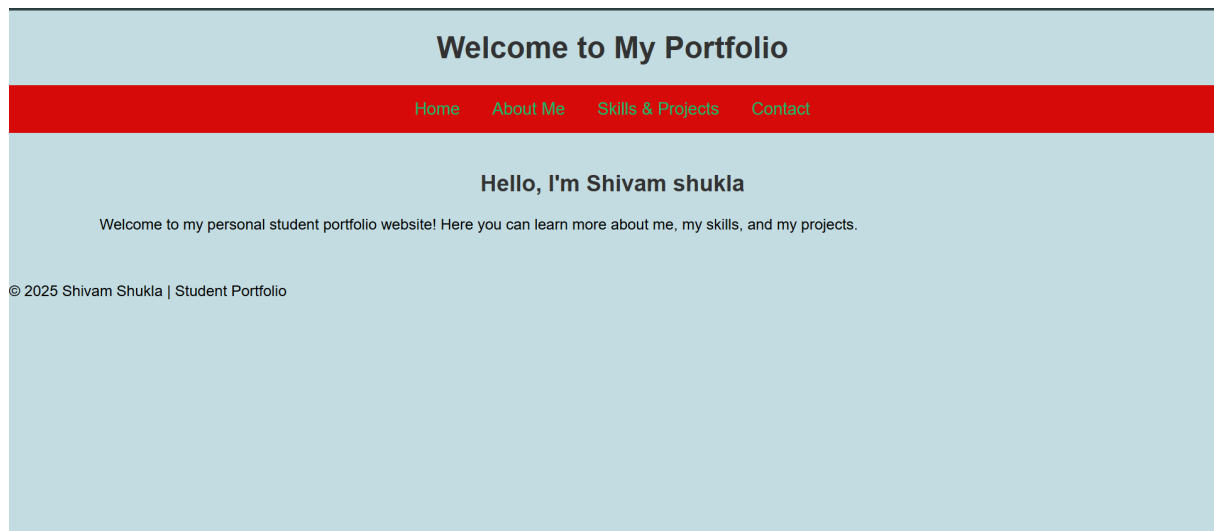 Welcome to My Portfolio
Home About Me Skills & Projects Contact
Hello, I'm Shivam shukla
Welcome to my personal student portfolio website! Here you can learn more about me, my skills, and my projects.
© 2025 Shivam Shukla | Student Portfolio